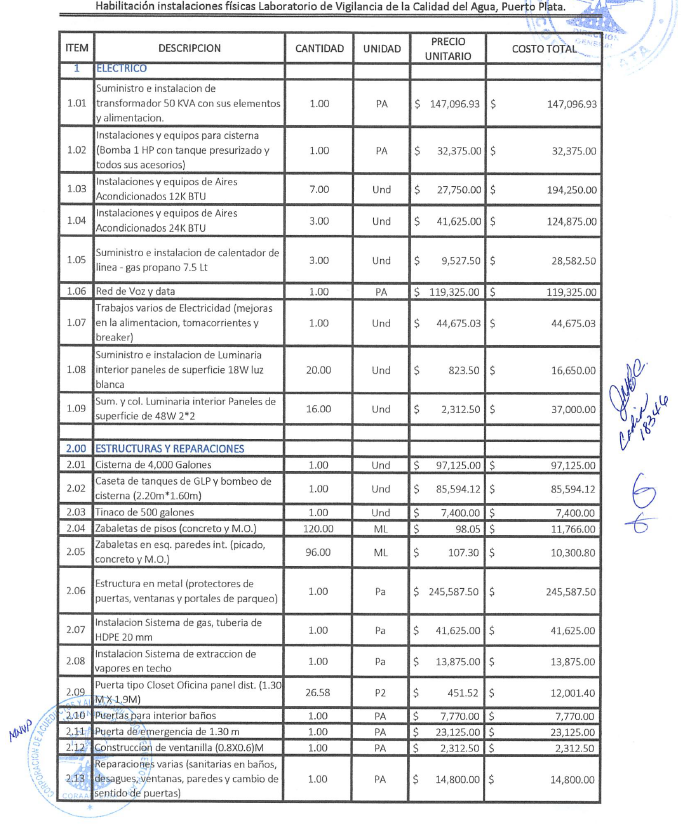 Habilitación instalaciones físicas Laboratorio de Vigilancia de la Calidad del Agua, Puerto Plata.
ITEM DESCRIPCION CANTIDAD UNIDAD PRECIO UNITARIO COSTO TOTAL
1 ELECTRICO
1.01 Suministro e instalacion de
transformador 50 KVA con sus elementos
y alimentacion. 1.00 PA $ 147,096.93 $ 147,096.93
1.02 Instalaciones y equipos para cisterna
(Bomba 1 HP con tanque presurizado y
todos sus acesorios) 1.00 PA $ 32,375.00 $ 32,375.00
1.03 Instalaciones y equipos de Aires
Acondicionados 12K BTU 7.00 Und $ 27,750.00 $ 194,250.00
1.04 Instalaciones y equipos de Aires
Acondicionados 24K BTU 3.00 Und $ 41,625.00 $ 124,875.00
1.05 Suministro e instalacion de calentador de
linea - gas propano 7.5 Lt 3.00 Und $ 9,527.50 $ 28,582.50
1.06 Red de Voz y data 1.00 PA $ 119,325.00 $ 119,325.00
1.07 Trabajos varios de Electricidad (mejoras
en la alimentacion, tomacorrientes y
breaker) 1.00 Und $ 44,675.03 $ 44,675.03
1.08 Suministro e instalacion de Luminaria
interior paneles de superficie 18W luz
blanca 20.00 Und $ 823.50 $ 16,650.00
1.09 Sum. y col. Luminaria interior Paneles de
superficie de 48W 2*2 16.00 Und $ 2,312.50 $ 37,000.00
2.00 ESTRUCTURAS Y REPARACIONES
2.01 Cisterna de 4,000 Galones 1.00 Und $ 97,125.00 $ 97,125.00
2.02 Caseta de tanques de GLP y bombeo de
cisterna (2.20m*1.60m) 1.00 Und $ 85,594.12 $ 85,594.12
2.03 Tinaco de 500 galones 1.00 Und $ 7,400.00 $ 7,400.00
2.04 Zabaletas de pisos (concreto y M.O.) 120.00 ML $ 98.05 $ 11,766.00
2.05 Zabaletas en esq. paredes int. (picado,
concreto y M.O.) 96.00 ML $ 107.30 $ 10,300.80
2.06 Estructura en metal (protectores de
puertas, ventanas y portales de parqueo) 1.00 Pa $ 245,587.50 $ 245,587.50
2.07 Instalacion Sistema de gas, tuberia de
HDPE 20 mm 1.00 Pa $ 41,625.00 $ 41,625.00
2.08 Instalacion Sistema de extraccion de
vapores en techo 1.00 Pa $ 13,875.00 $ 13,875.00
2.09 Puerta tipo Closet Oficina panel dist. (1.30
M X 1,9M) 26.58 P2 $ 451.52 $ 12,001.40
2.10 Puertas para interior baños 1.00 PA $ 7,770.00 $ 7,770.00
2.11 Puerta de emergencia de 1.30 m 1.00 PA $ 23,125.00 $ 23,125.00
2.12 Construccion de ventanilla (0.8X0.6)M 1.00 PA $ 2,312.50 $ 2,312.50
2.13 Reparaciones varias (sanitarias en baños,
desagues, ventanas, paredes y cambio de
sentido de puertas) 1.00 PA $ 14,800.00 $ 14,800.00
18346